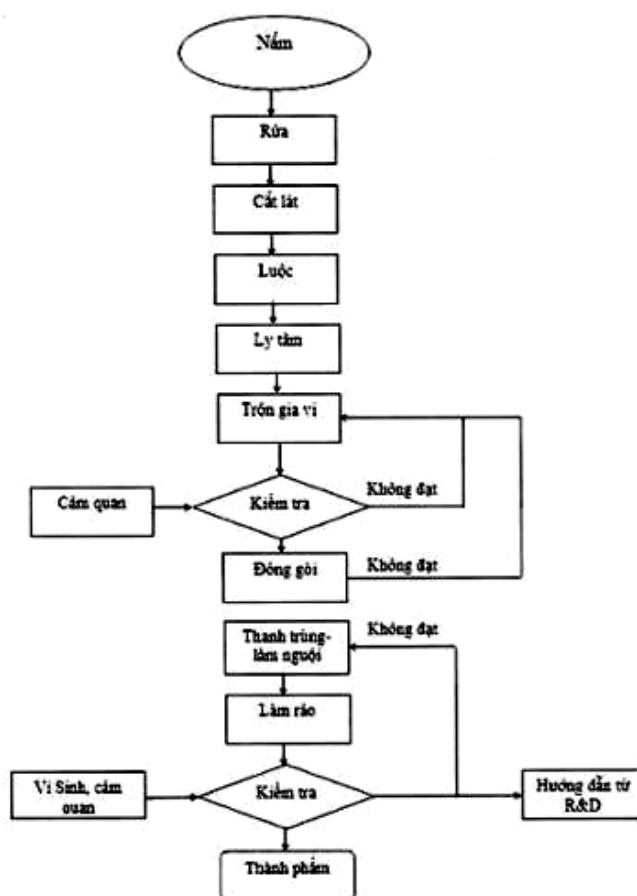 Nấm
Rửa
Cắt lát
Luộc
Ly tâm
Trộn gia vị
Cảm quan
Kiểm tra
Không đạt
Đóng gói
Không đạt
Thanh trùng-
làm nguội
Không đạt
Làm ráo
Vi Sinh, cảm
quan
Kiểm tra
Hướng dẫn từ
R&D
Thành phẩm